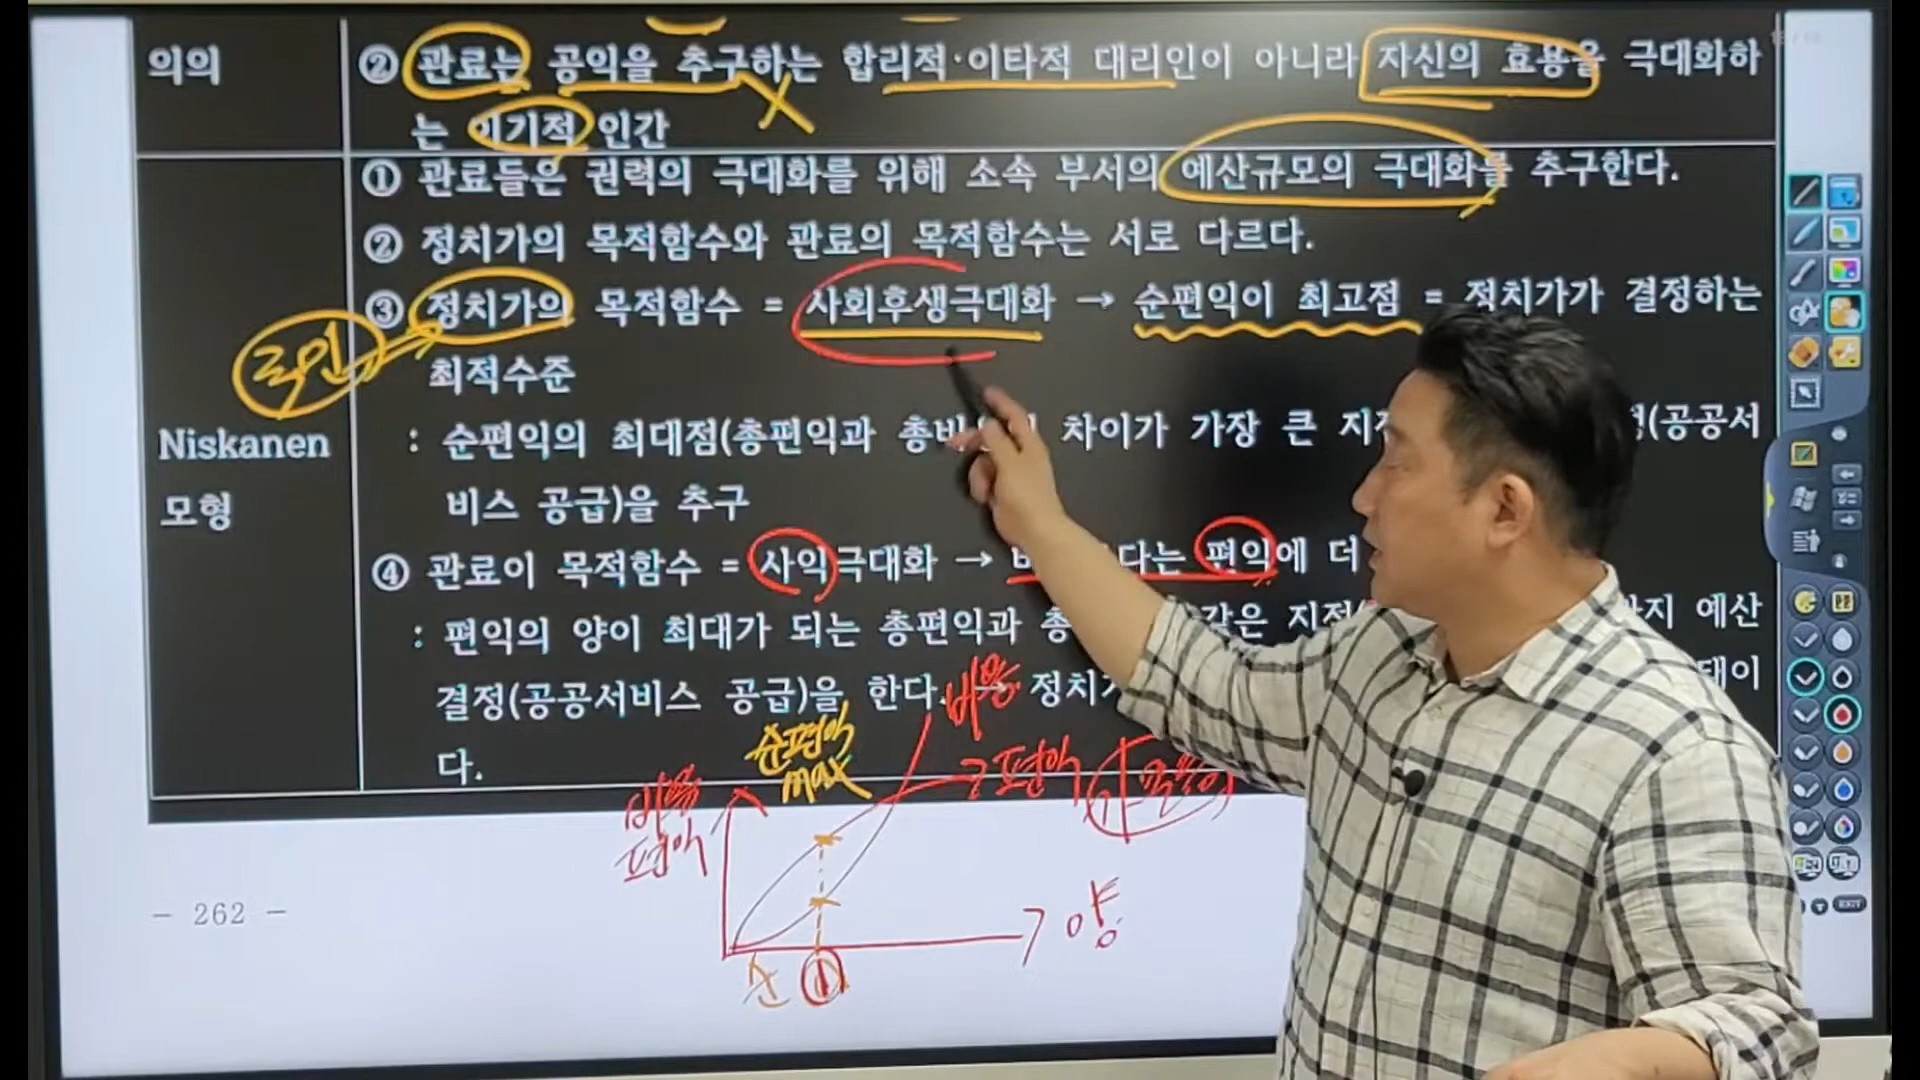 의의
② 관료는 공익을 추구하는 합리적·이타적 대리인이 아니라 자신의 효용을 극대화하
는 이기적 인간
① 관료들은 권력의 극대화를 위해 소속 부서의 예산규모의 극대화를 추구한다.
② 정치가의 목적함수와 관료의 목적함수는 서로 다르다.
③ 정치가의 목적함수 = 사회후생극대화 → 순편익이 최고점 = 정치가가 결정하는
최적수준
Niskanen
모형
: 순편익의 최대점(총편익과 차이가 가장 큰 (공공서
비스 공급)을 추구
④ 관료이 목적함수 = 사익극대화 → 편익에 더
: 편익의 양이 최대가 되는 총편익과 같은 지점 예산
결정(공공서비스 공급)을 한다. →
다.
비용
순편익
max
편익
비용
편익
양
- 262 -
EXIT